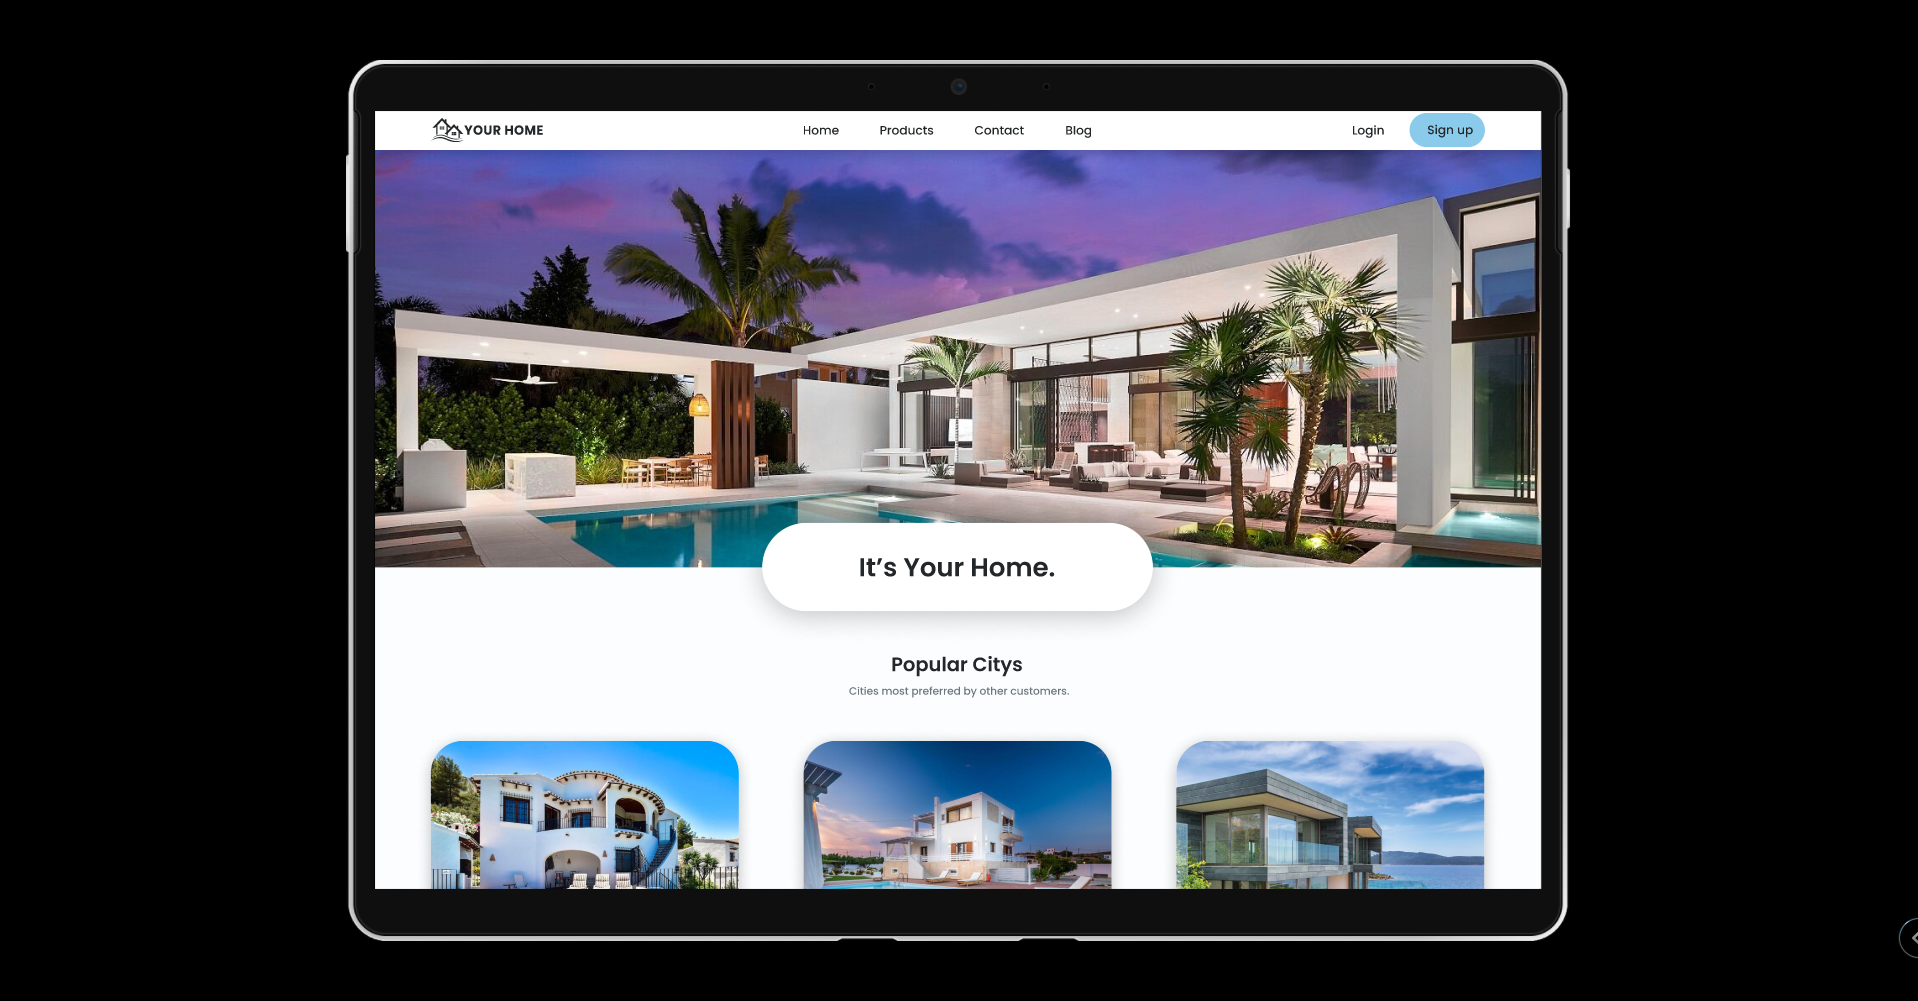 YOUR HOME
Home Products Contact Blog
Login Sign up
It’s Your Home.
Popular Citys
Cities most preferred by other customers.